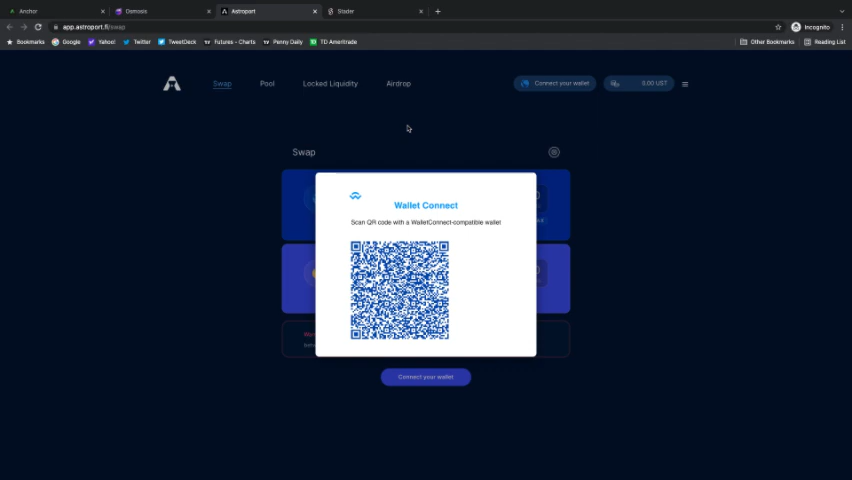 Anchor
Osmosis
Astroport
Stader
app.astroport.fi/swap
Incognito
Bookmarks
Google
Yahoo!
Twitter
TweetDeck
Futures - Charts
Penny Daily
TD Ameritrade
Other Bookmarks
Reading List
Swap
Pool
Locked Liquidity
Airdrop
Connect your wallet
0.00 UST
Swap
Wallet Connect
Scan QR code with a WalletConnect-compatible wallet
Connect your wallet